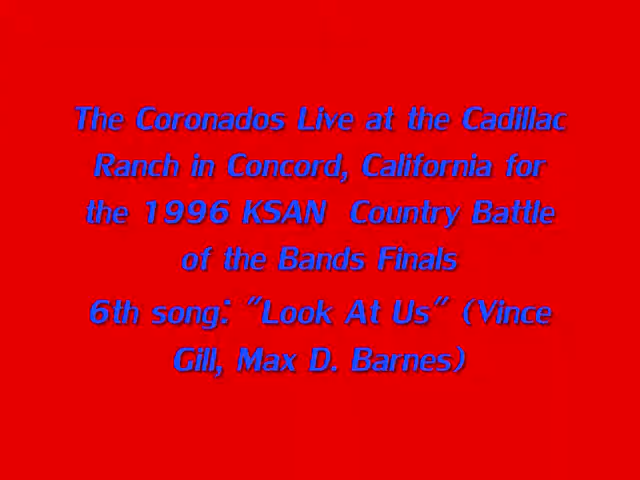 The Coronados Live at the Cadillac
Ranch in Concord, California for
the 1996 KSAN  Country Battle
of the Bands Finals
6th song: "Look At Us" (Vince
Gill, Max D. Barnes)